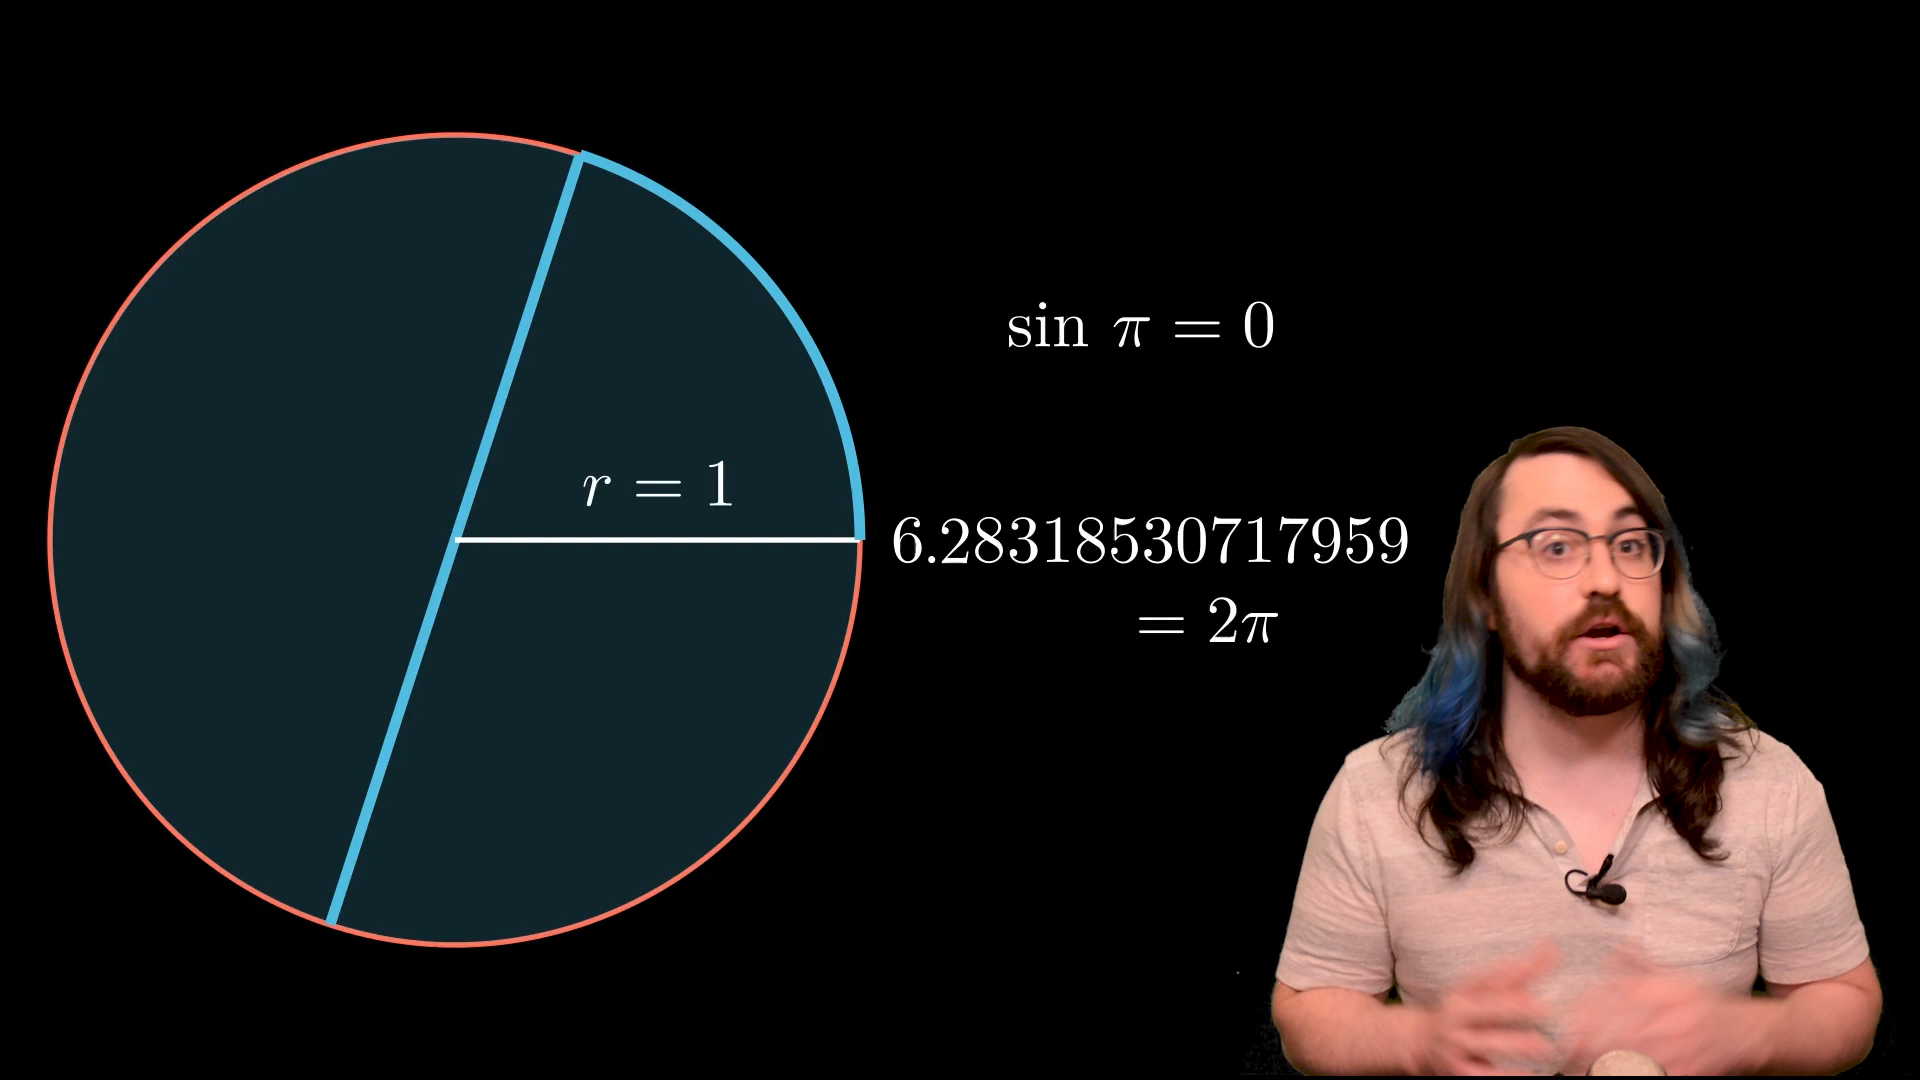 sin π = 0
r = 1
6.28318530717959
= 2π